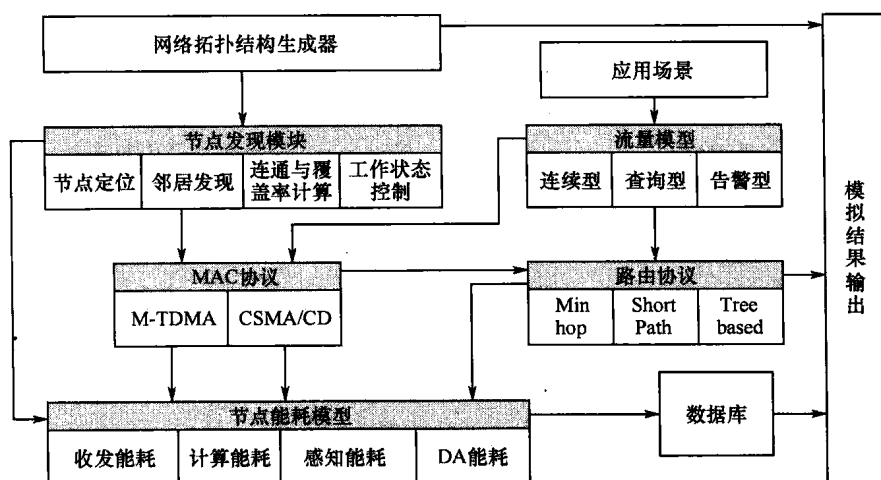 网络拓扑结构生成器
应用场景
节点发现模块
节点定位
邻居发现
连通与覆
盖率计算
工作状态
控制
流量模型
连续型
查询型
告警型
MAC协议
M-TDMA
CSMA/CD
路由协议
Min
hop
Short
Path
Tree
based
节点能耗模型
收发能耗
计算能耗
感知能耗
DA能耗
数据库
模拟结果输出